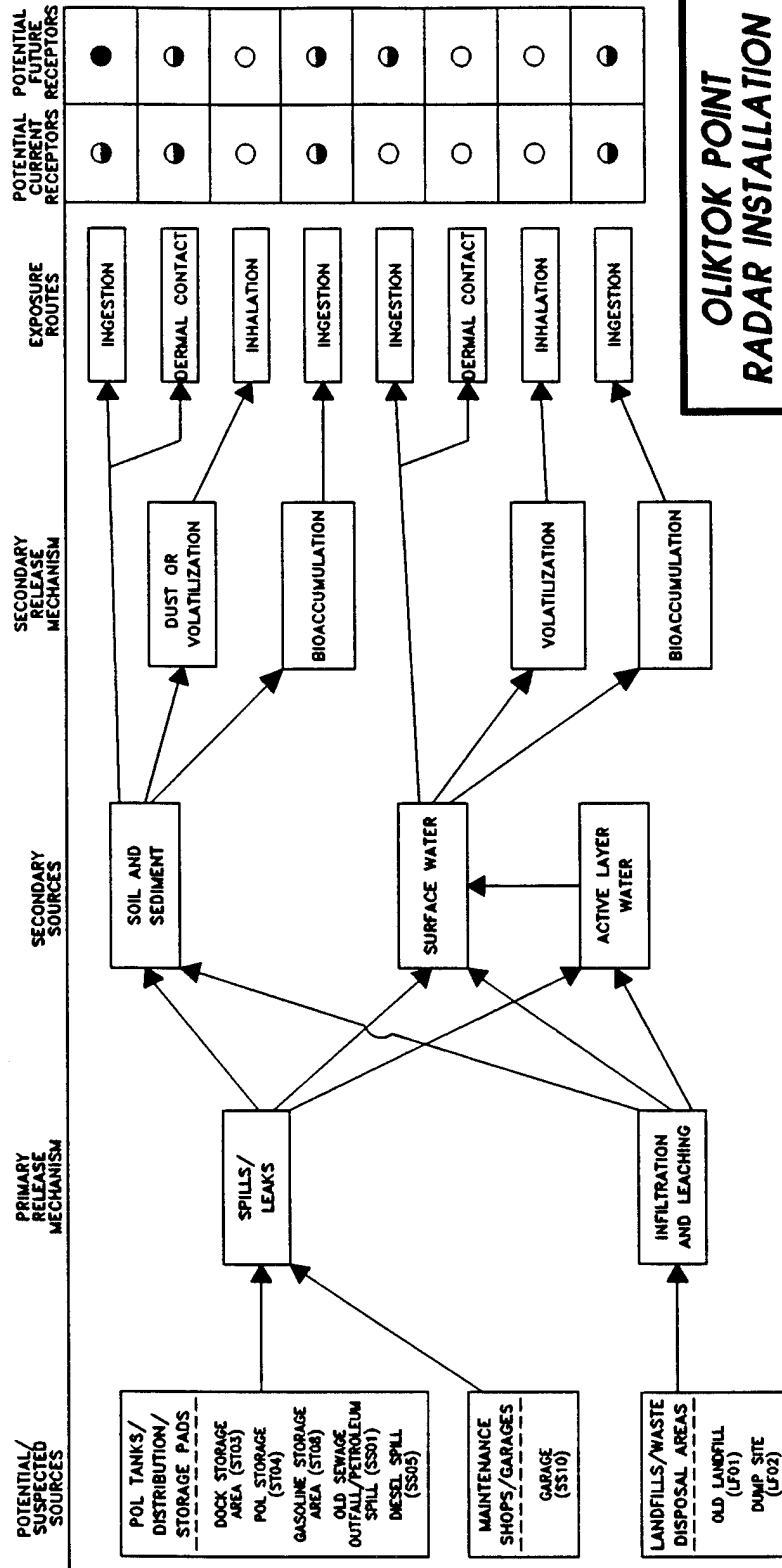 POTENTIAL/
SUSPECTED
SOURCES
PRIMARY
RELEASE
MECHANISM
SECONDARY
SOURCES
SECONDARY
RELEASE
MECHANISM
EXPOSURE
ROUTES
POTENTIAL
CURRENT
RECEPTORS
POTENTIAL
FUTURE
RECEPTORS
POL TANKS/
DISTRIBUTION/
STORAGE PADS
DOCK STORAGE
AREA (ST03)
POL STORAGE
(ST04)
GASOLINE STORAGE
AREA (ST08)
OLD SEWAGE
OUTFALL/PETROLEUM
SPILL (SS01)
DIESEL SPILL
(SS05)
MAINTENANCE
SHOPS/GARAGES
GARAGE
(SS10)
LANDFILLS/WASTE
DISPOSAL AREAS
OLD LANDFILL
(LF01)
DUMP SITE
(LF02)
SPILLS/
LEAKS
INFILTRATION
AND LEACHING
SOIL AND
SEDIMENT
SURFACE WATER
ACTIVE LAYER
WATER
DUST OR
VOLATILIZATION
BIOACCUMULATION
VOLATILIZATION
BIOACCUMULATION
INGESTION
DERMAL CONTACT
INHALATION
INGESTION
INGESTION
DERMAL CONTACT
INHALATION
INGESTION
OLIKTOK POINT
RADAR INSTALLATION